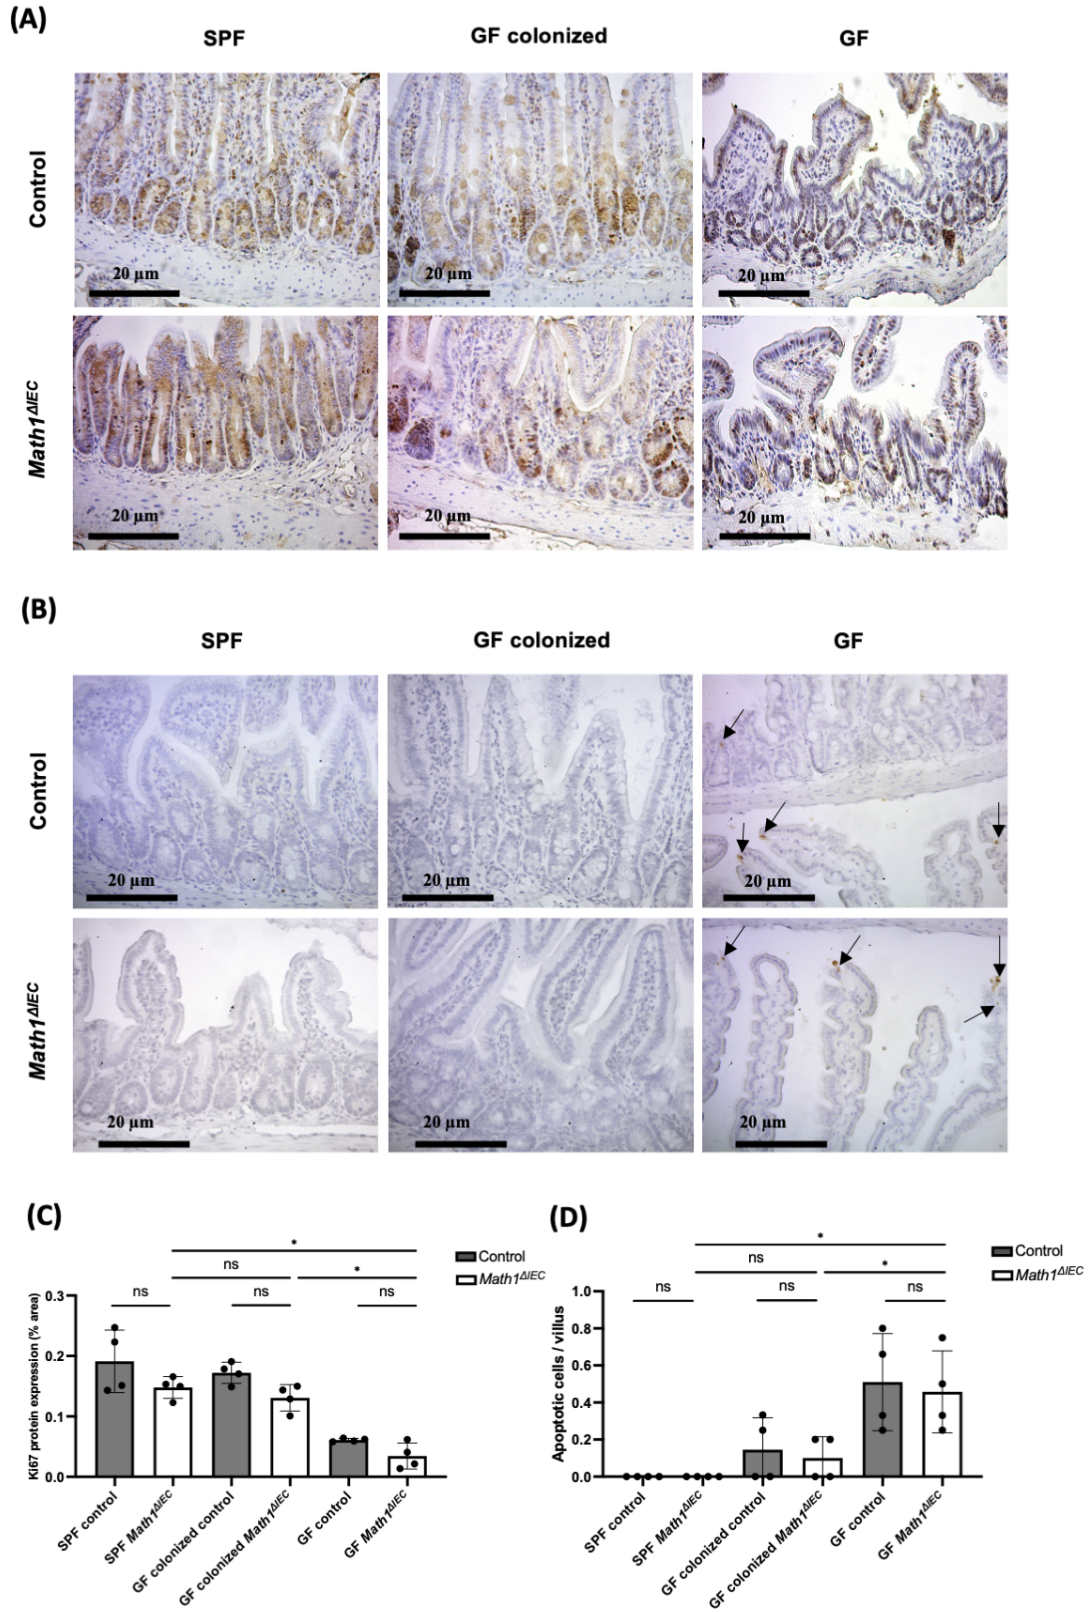 (A)
SPF
GF colonized
GF
Control
20 µm
20 µm
20 µm
Math1ΔIEC
20 µm
20 µm
20 µm
(B)
SPF
GF colonized
GF
Control
20 µm
20 µm
20 µm
Math1ΔIEC
20 µm
20 µm
20 µm
(C)
Control
Math1ΔIEC
*
ns
*
ns
ns
ns
Ki67 protein expression (% area)
0.3
0.2
0.1
0.0
SPF control
SPF Math1ΔIEC
GF colonized control
GF colonized Math1ΔIEC
GF control
GF Math1ΔIEC
(D)
Control
Math1ΔIEC
*
ns
*
ns
ns
ns
Apoptotic cells / villus
1.0
0.8
0.6
0.4
0.2
0.0
SPF control
SPF Math1ΔIEC
GF colonized control
GF colonized Math1ΔIEC
GF control
GF Math1ΔIEC